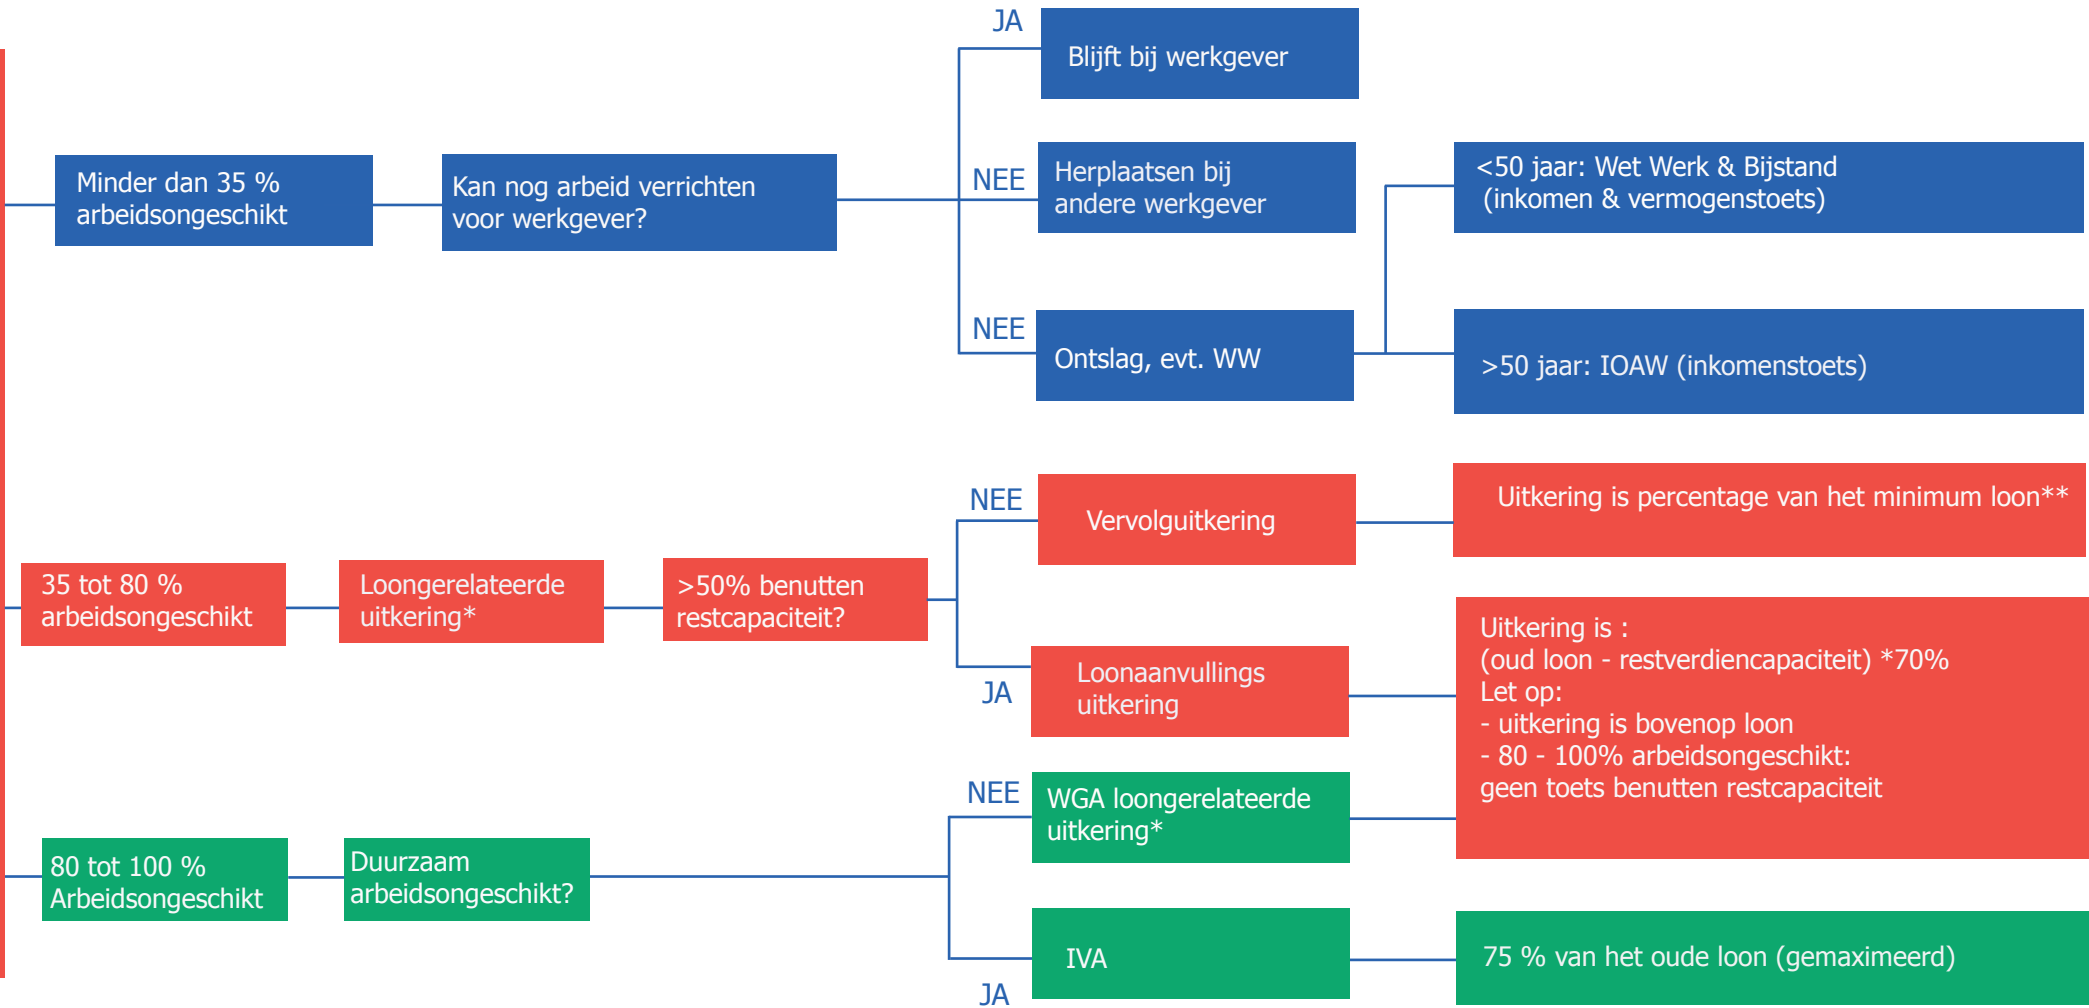 JA
Blijft bij werkgever
Minder dan 35 %
arbeidsongeschikt
Kan nog arbeid verrichten
voor werkgever?
NEE
Herplaatsen bij
andere werkgever
<50 jaar: Wet Werk & Bijstand
(inkomen & vermogenstoets)
NEE
Ontslag, evt. WW
>50 jaar: IOAW (inkomenstoets)
35 tot 80 %
arbeidsongeschikt
Loongerelateerde
uitkering*
>50% benutten
restcapaciteit?
NEE
Vervolguitkering
Uitkering is percentage van het minimum loon**
JA
Loonaanvullings
uitkering
Uitkering is :
(oud loon - restverdiencapaciteit) *70%
Let op:
- uitkering is bovenop loon
- 80 - 100% arbeidsongeschikt:
geen toets benutten restcapaciteit
80 tot 100 %
Arbeidsongeschikt
Duurzaam
arbeidsongeschikt?
NEE
WGA loongerelateerde
uitkering*
JA
IVA
75 % van het oude loon (gemaximeerd)